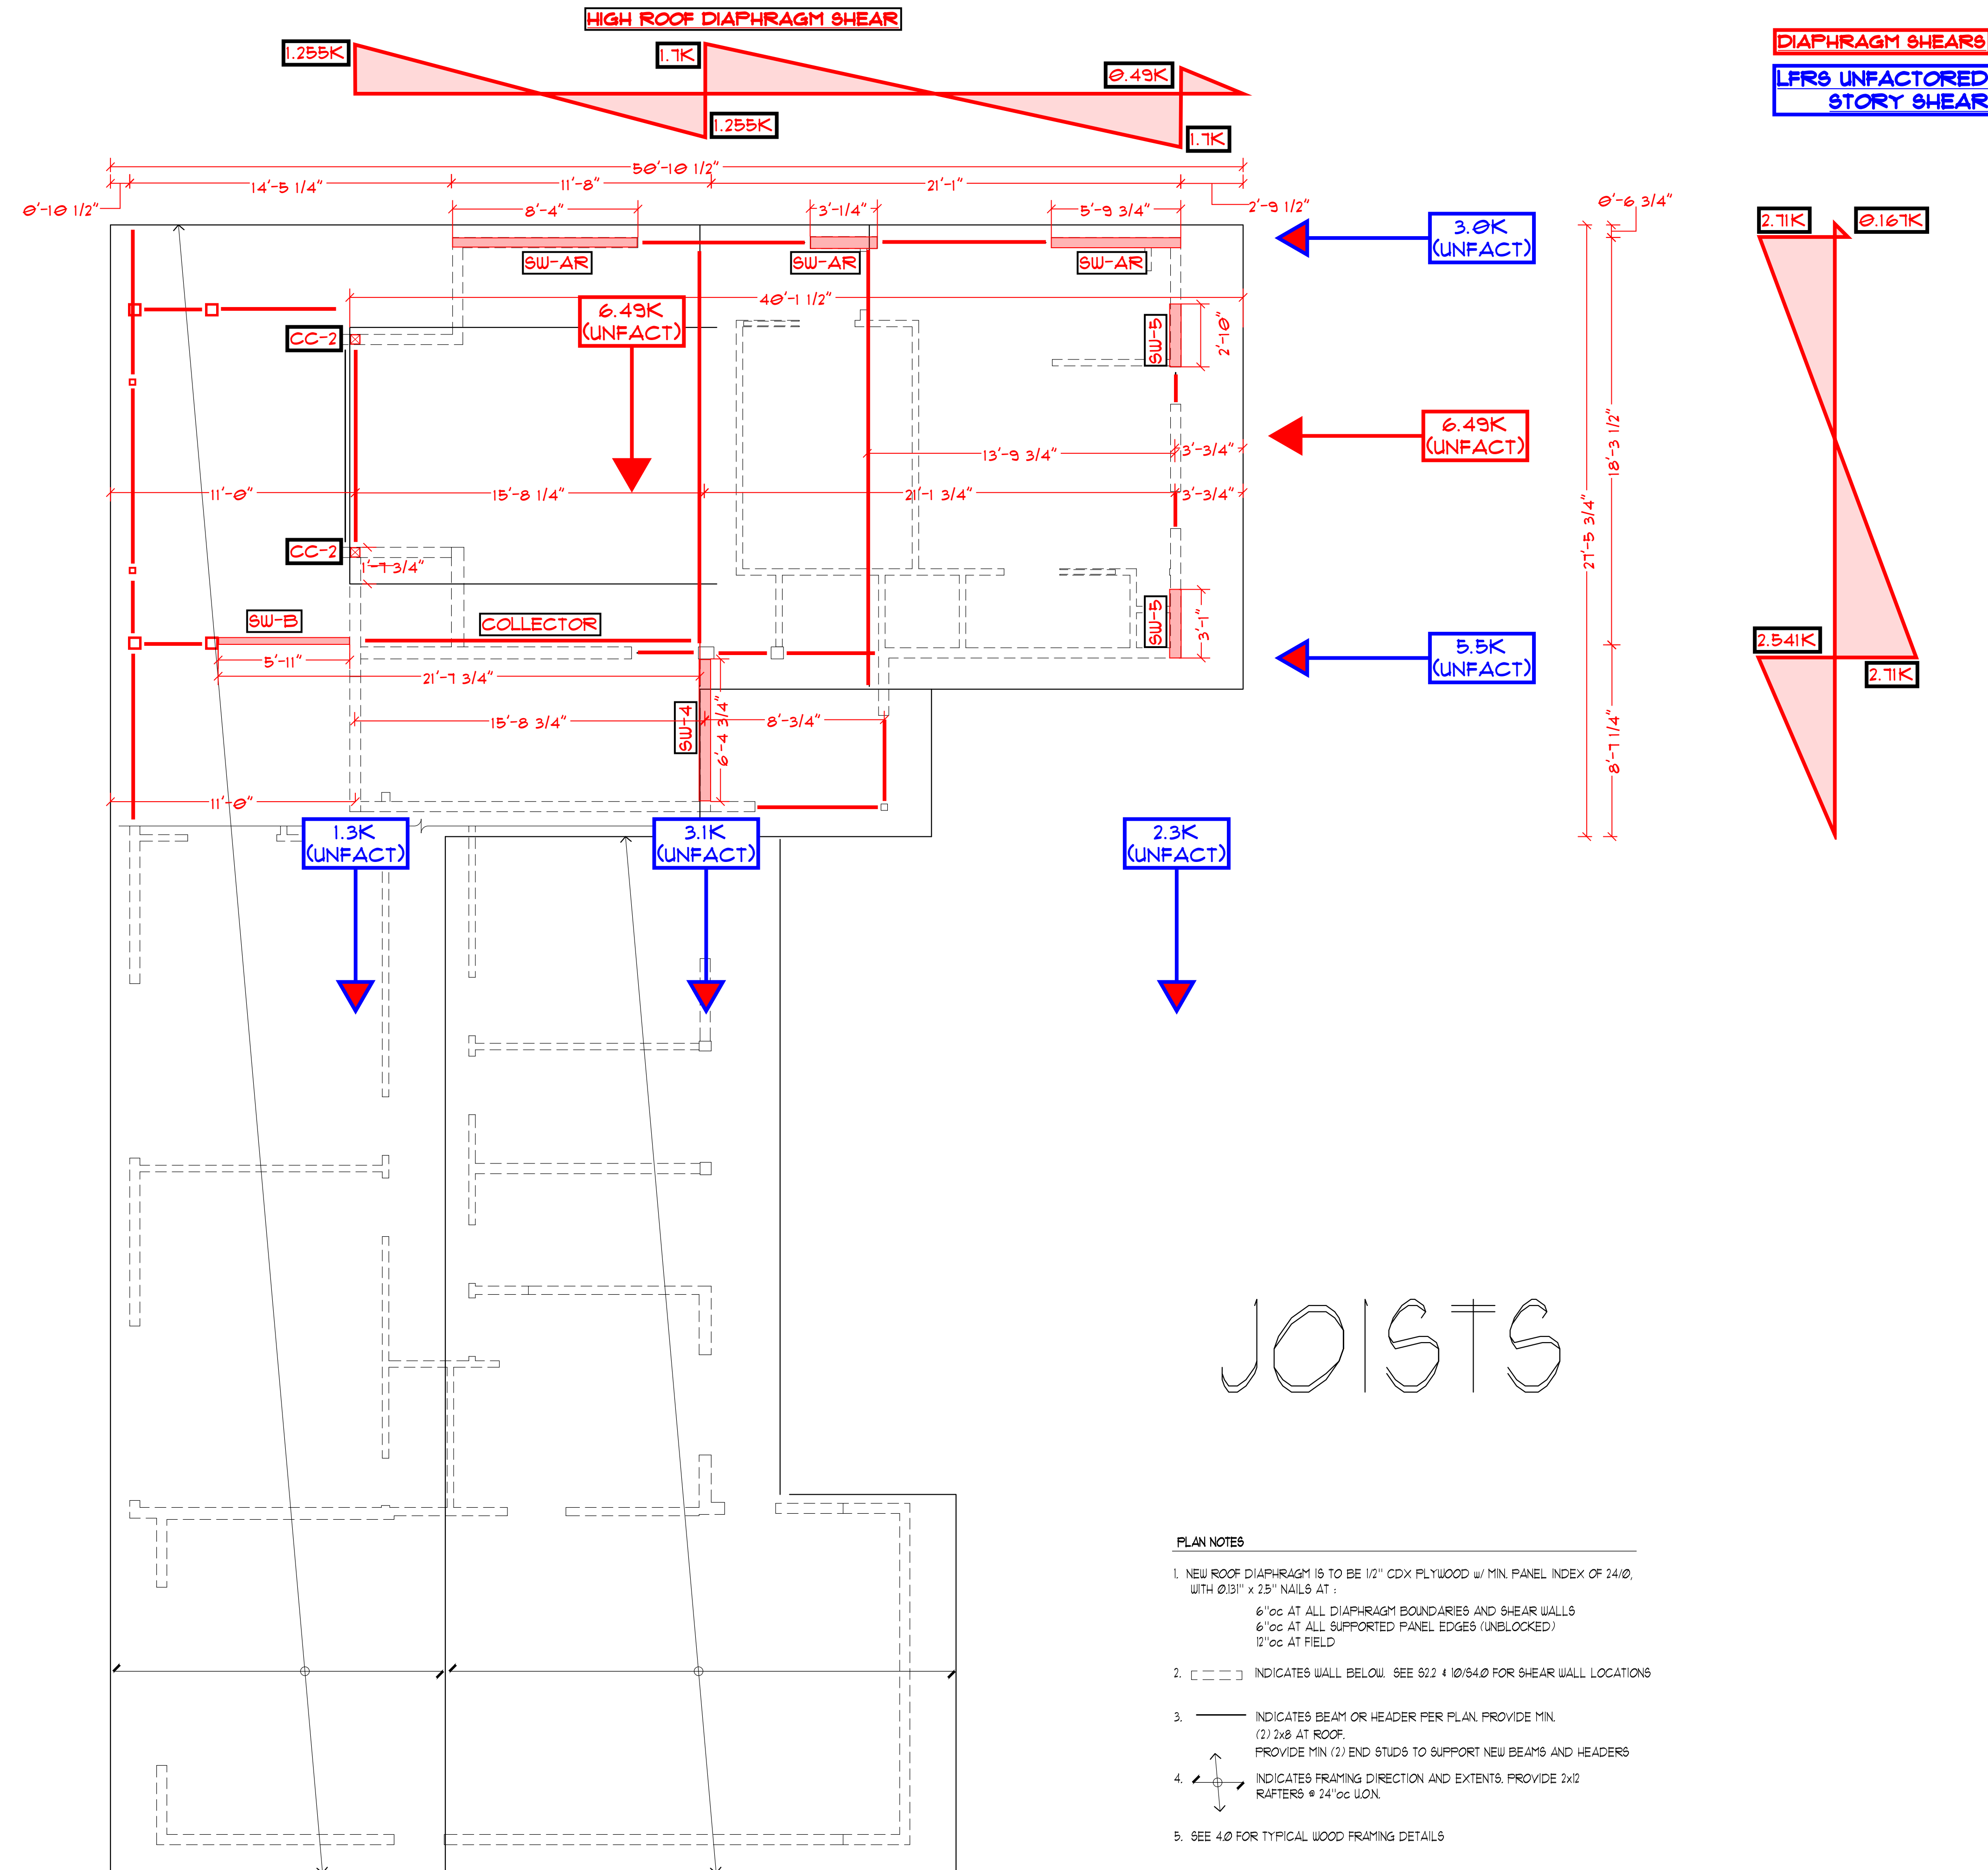 HIGH ROOF DIAPHRAGM SHEAR
DIAPHRAGM SHEARS
LFRS UNFACTORED
STORY SHEAR
1.255K
1.7K
0.49K
1.255K
1.7K
50'-10 1/2"
14'-5 1/4"
11'-8"
21'-1"
0'-10 1/2"
2'-9 1/2"
8'-4"
3'-1/4"
5'-9 3/4"
0'-6 3/4"
2.71K
0.167K
3.0K
(UNFACT)
SW-AR
SW-AR
SW-AR
40'-1 1/2"
6.49K
(UNFACT)
CC-2
SW-5
2'-10"
6.49K
(UNFACT)
13'-9 3/4"
3'-3/4"
18'-3 1/2"
11'-0"
15'-8 1/4"
21'-1 3/4"
3'-3/4"
27'-5 3/4"
CC-2
1'-7 3/4"
SW-B
COLLECTOR
SW-5
3'-1"
2.541K
2.71K
5.5K
(UNFACT)
5'-11"
21'-7 3/4"
SW-4
6'-4 3/4"
15'-8 3/4"
8'-3/4"
8'-7 1/4"
11'-0"
1.3K
(UNFACT)
3.1K
(UNFACT)
2.3K
(UNFACT)
JOISTS
PLAN NOTES
1. NEW ROOF DIAPHRAGM IS TO BE 1/2" CDX PLYWOOD w/ MIN. PANEL INDEX OF 24/0,
WITH 0.131" x 2.5" NAILS AT :
6"oc AT ALL DIAPHRAGM BOUNDARIES AND SHEAR WALLS
6"oc AT ALL SUPPORTED PANEL EDGES (UNBLOCKED)
12"oc AT FIELD
2. INDICATES WALL BELOW. SEE S2.2 & 10/S4.0 FOR SHEAR WALL LOCATIONS
3. INDICATES BEAM OR HEADER PER PLAN. PROVIDE MIN.
(2) 2x8 AT ROOF.
PROVIDE MIN (2) END STUDS TO SUPPORT NEW BEAMS AND HEADERS
4. INDICATES FRAMING DIRECTION AND EXTENTS. PROVIDE 2x12
RAFTERS @ 24"oc U.O.N.
5. SEE 4.0 FOR TYPICAL WOOD FRAMING DETAILS